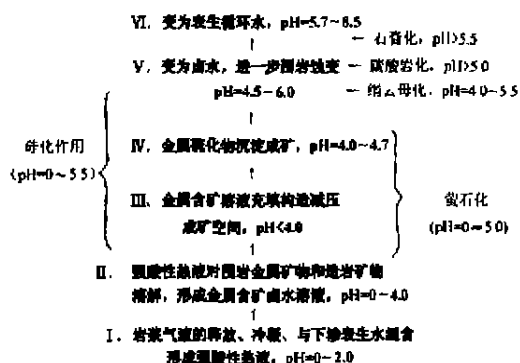 Ⅵ. 变为表生循环水，pH=5.7~8.5
← 石膏化，pH>5.5
Ⅴ. 变为卤水，进一步围岩蚀变
← 碳酸岩化，pH>5.0
pH=4.5-6.0
← 绢云母化，pH=4.0~5.5
硅化作用
(pH=0~5.5)
Ⅳ. 金属硫化物沉淀成矿，pH=4.0~4.7
Ⅲ. 金属含矿溶液充填构造减压
成矿空间，pH<4.0
萤石化
(pH=0~5.0)
Ⅱ. 强酸性热液对围岩金属矿物和造岩矿物
溶解，形成金属含矿卤水溶液，pH=0~4.0
Ⅰ. 岩浆气液的释放、冷凝、与下渗表生水混合
形成强酸性热液，pH=0~2.0